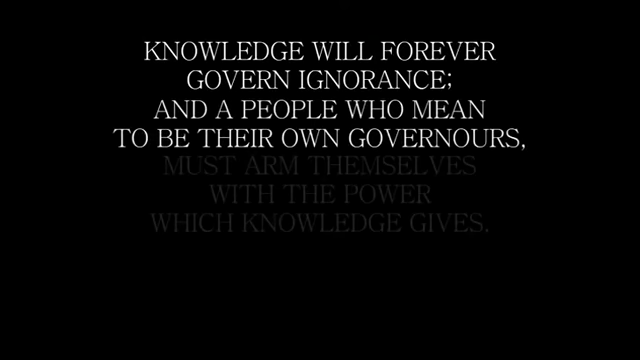 KNOWLEDGE WILL FOREVER
GOVERN IGNORANCE;
AND A PEOPLE WHO MEAN
TO BE THEIR OWN GOVERNOURS,
MUST ARM THEMSELVES
WITH THE POWER
WHICH KNOWLEDGE GIVES.